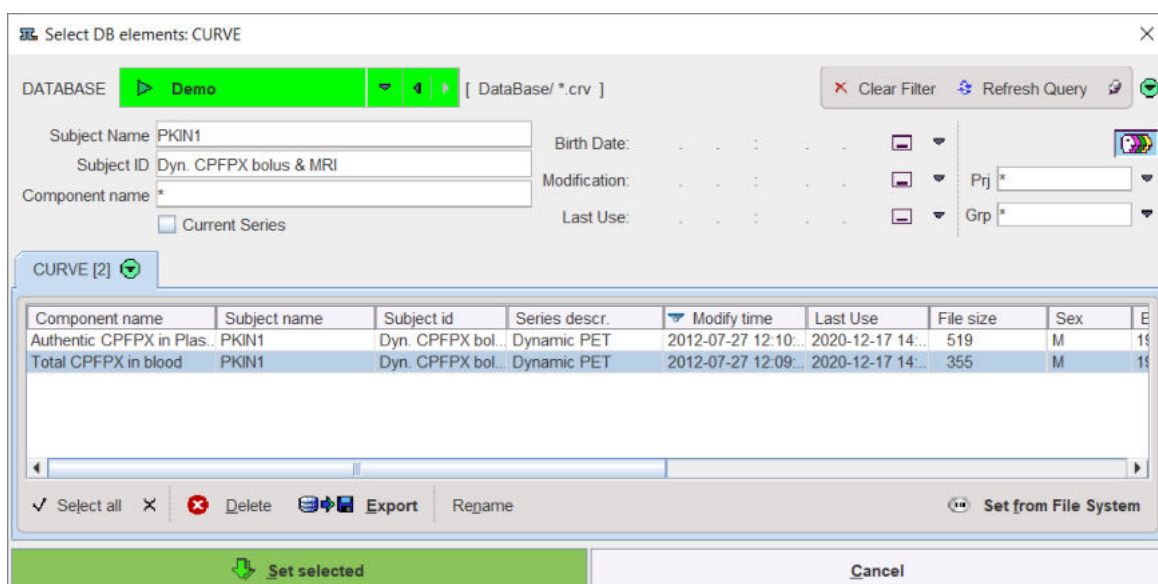 Select DB elements: CURVE
DATABASE Demo [ DataBase/ *.crv ] Clear Filter Refresh Query
Subject Name PKIN1 Birth Date: . . : . .
Subject ID Dyn. CPFPX bolus & MRI
Modification: . . : . . Prj *
Component name *
Current Series Last Use: . . : . . Grp *
CURVE [2]
Component name Subject name Subject id Series descr. Modify time Last Use File size Sex
Authentic CPFPX in Plas... PKIN1 Dyn. CPFPX bol... Dynamic PET 2012-07-27 12:10:... 2020-12-17 14:... 519 M 19
Total CPFPX in blood PKIN1 Dyn. CPFPX bol... Dynamic PET 2012-07-27 12:09:... 2020-12-17 14:... 355 M 19
Select all Delete Export Rename Set from File System
Set selected Cancel